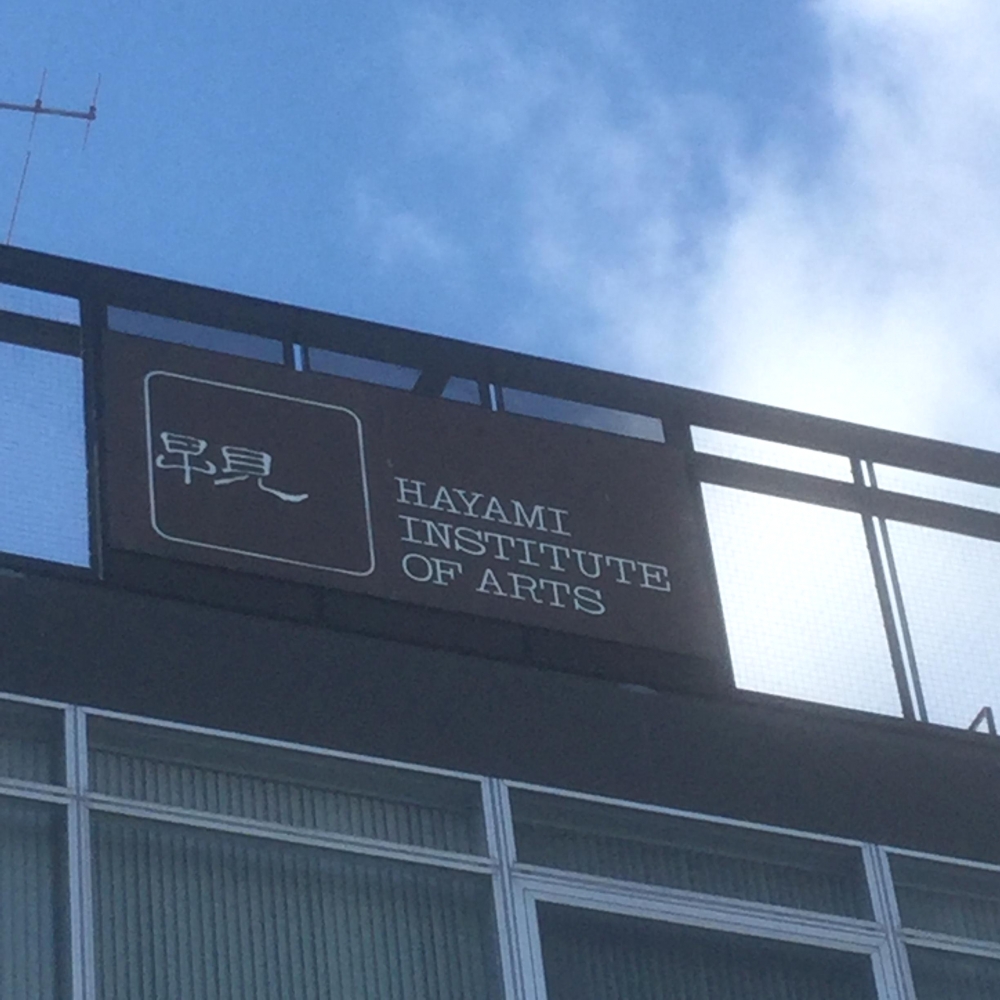 早見
HAYAMI
INSTITUTE
OF ARTS